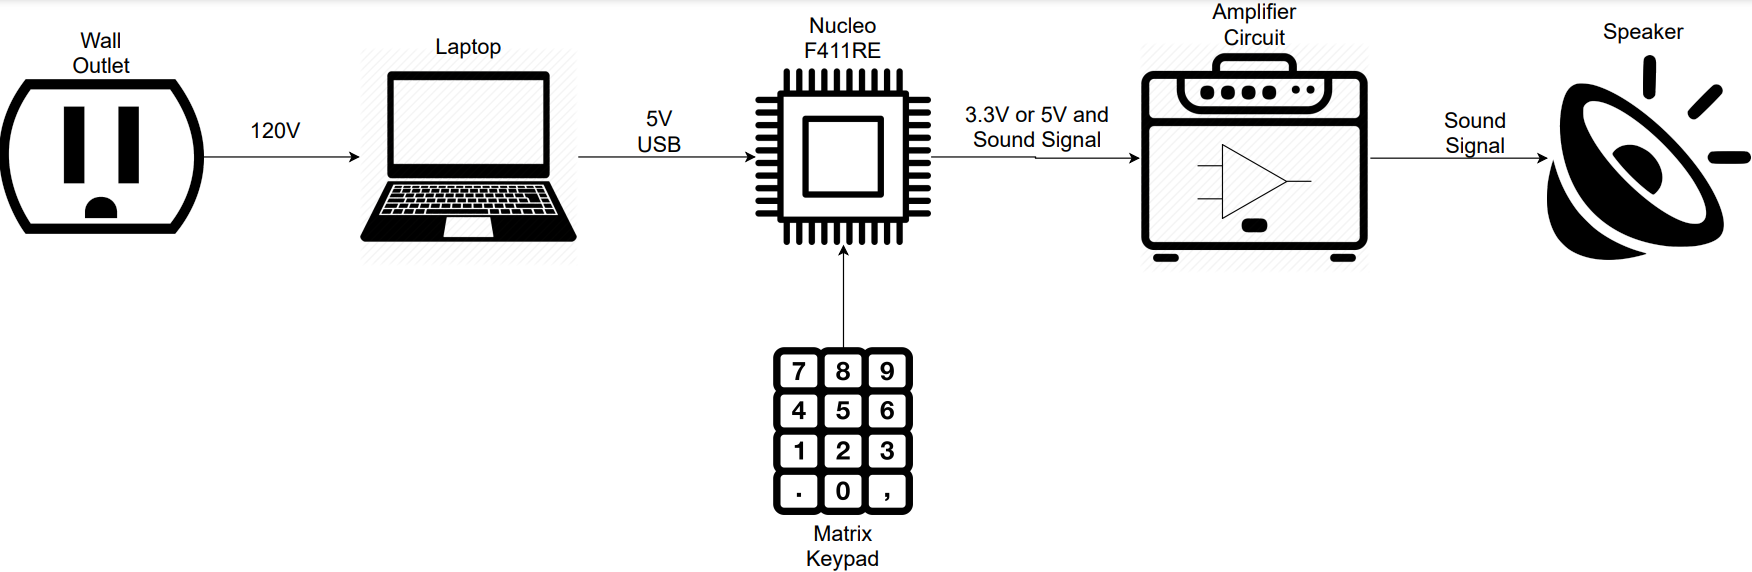 Wall
Outlet
120V
Laptop
5V
USB
Nucleo
F411RE
3.3V or 5V and
Sound Signal
Amplifier
Circuit
Sound
Signal
Speaker
7 8 9
4 5 6
1 2 3
. 0 ,
Matrix
Keypad